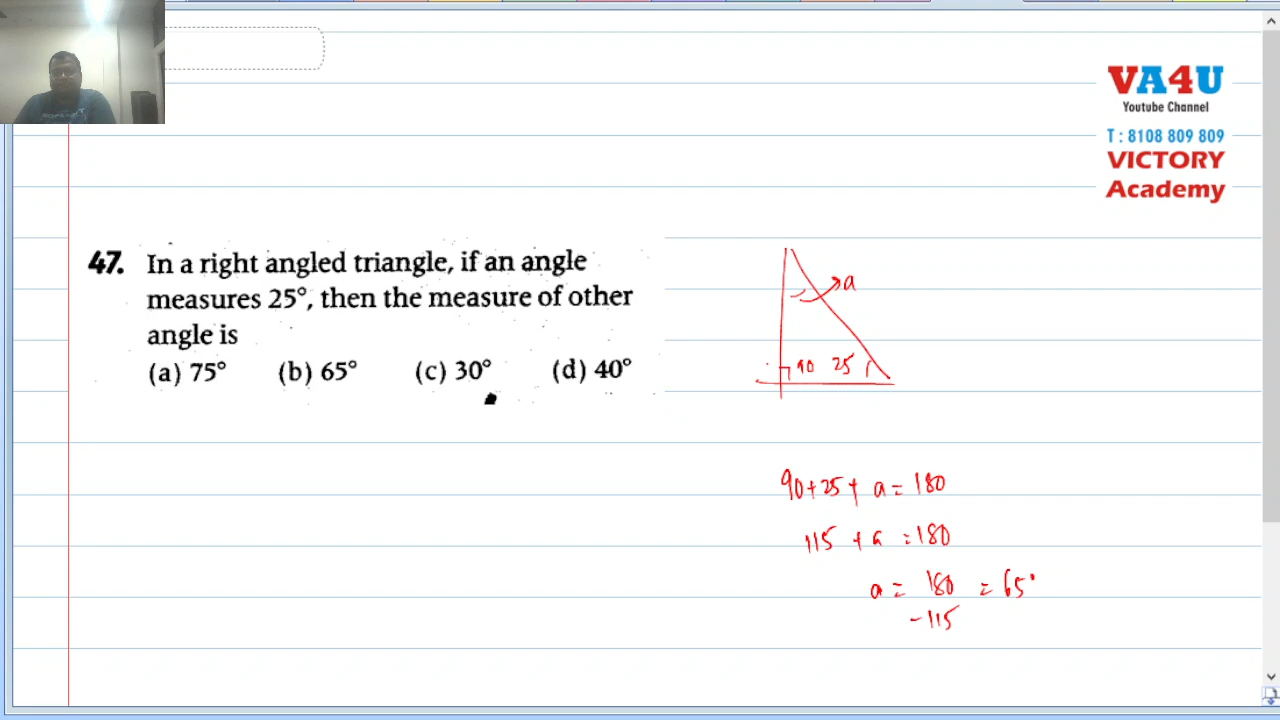 VA4U
Youtube Channel
T : 8108 809 809
VICTORY
Academy
47. In a right angled triangle, if an angle
measures 25°, then the measure of other
angle is
(a) 75° (b) 65° (c) 30° (d) 40°
a
90 25
90+25+ a = 180
115 + a = 180
a = 180 = 65°
-115